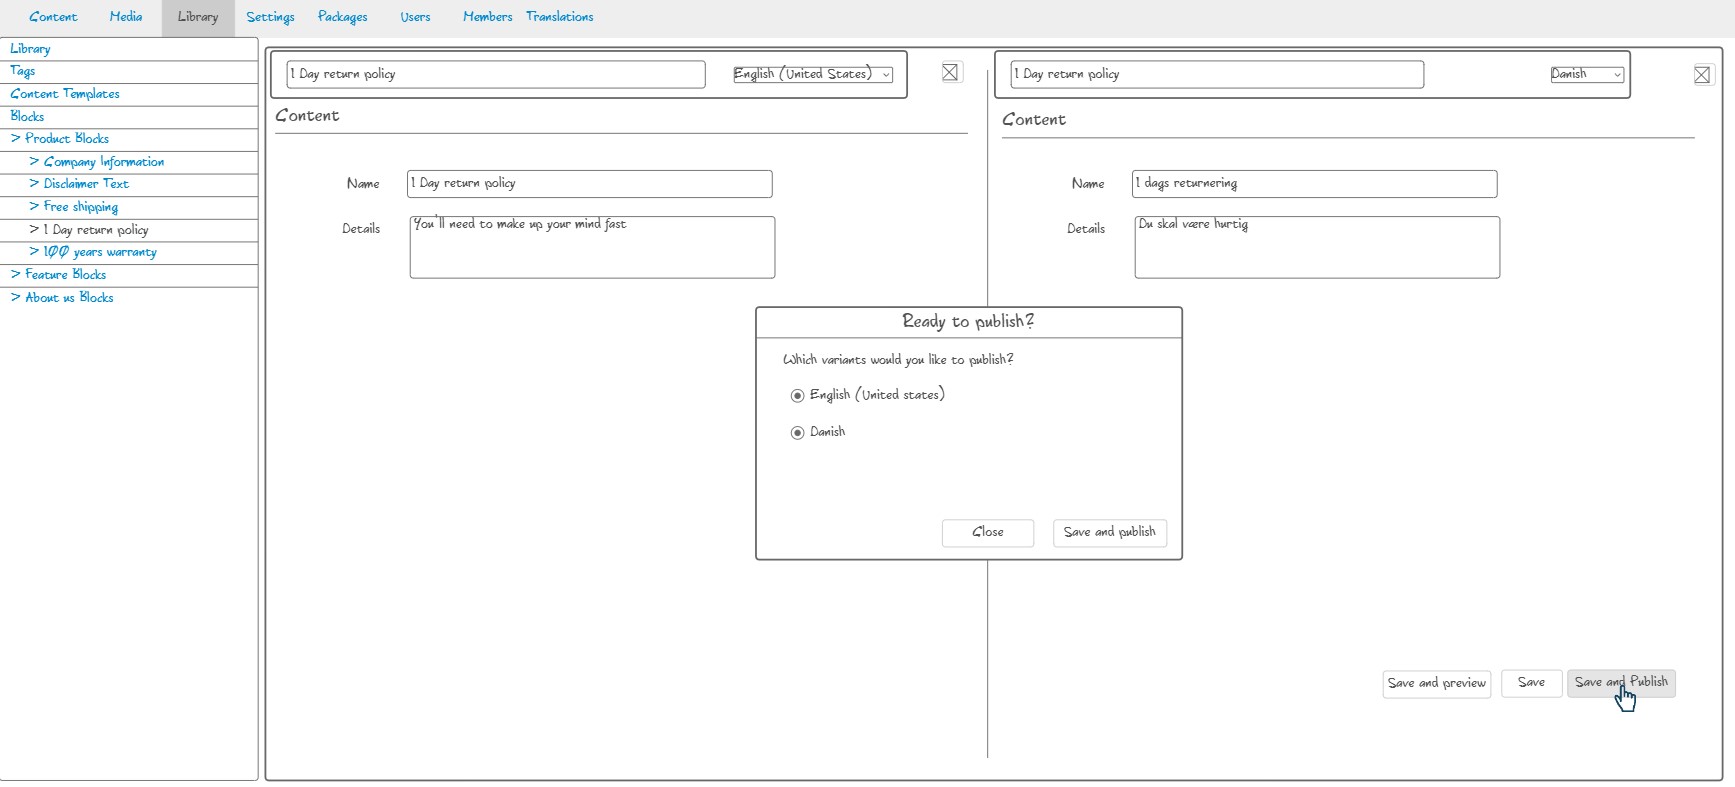 Content Media Library Settings Packages Users Members Translations
Library
Tags
Content Templates
Blocks
> Product Blocks
> Company Information
> Disclaimer Text
> Free shipping
> 1 Day return policy
> 100 years warranty
> Feature Blocks
> About us Blocks
1 Day return policy English (United States)
Content
Name 1 Day return policy
Details You'll need to make up your mind fast
1 Day return policy Danish
Content
Name 1 dags returnering
Details Du skal være hurtig
Ready to publish?
Which variants would you like to publish?
English (United states)
Danish
Close Save and publish
Save and preview Save Save and Publish